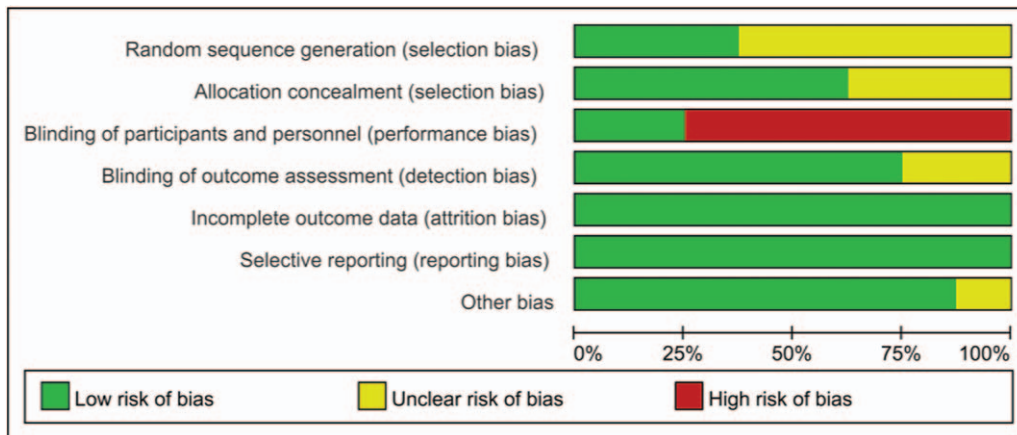 Random sequence generation (selection bias)
Allocation concealment (selection bias)
Blinding of participants and personnel (performance bias)
Blinding of outcome assessment (detection bias)
Incomplete outcome data (attrition bias)
Selective reporting (reporting bias)
Other bias
0% 25% 50% 75% 100%
Low risk of bias Unclear risk of bias High risk of bias